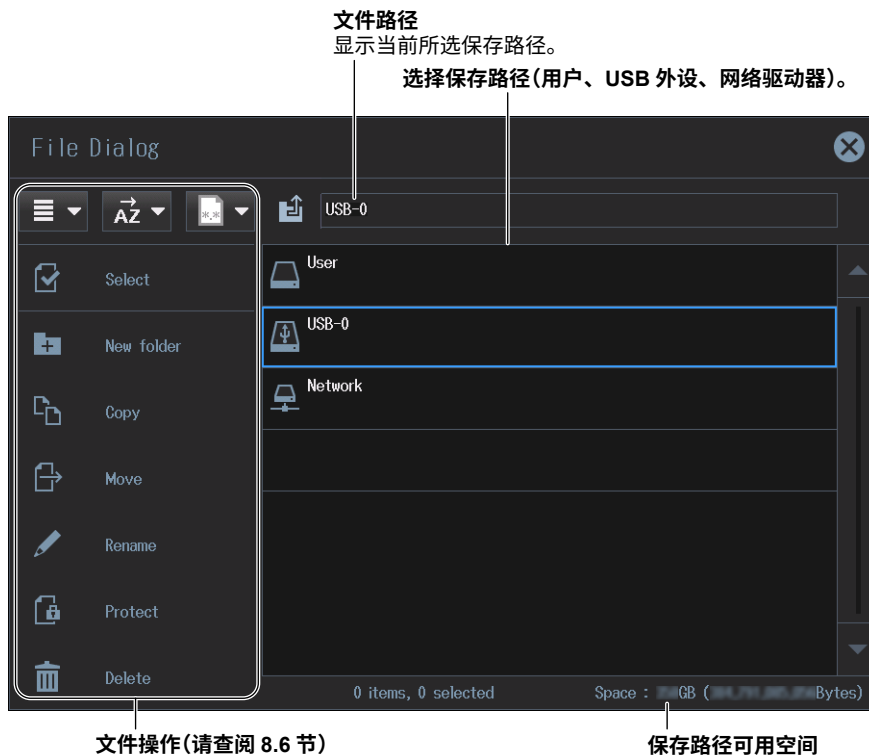 文件路径
显示当前所选保存路径。
选择保存路径（用户、USB 外设、网络驱动器）。
File Dialog
AZ
*.*
USB-0
Select
New folder
Copy
Move
Rename
Protect
Delete
User
USB-0
Network
0 items, 0 selected
Space : GB ( Bytes)
文件操作（请查阅 8.6 节）
保存路径可用空间